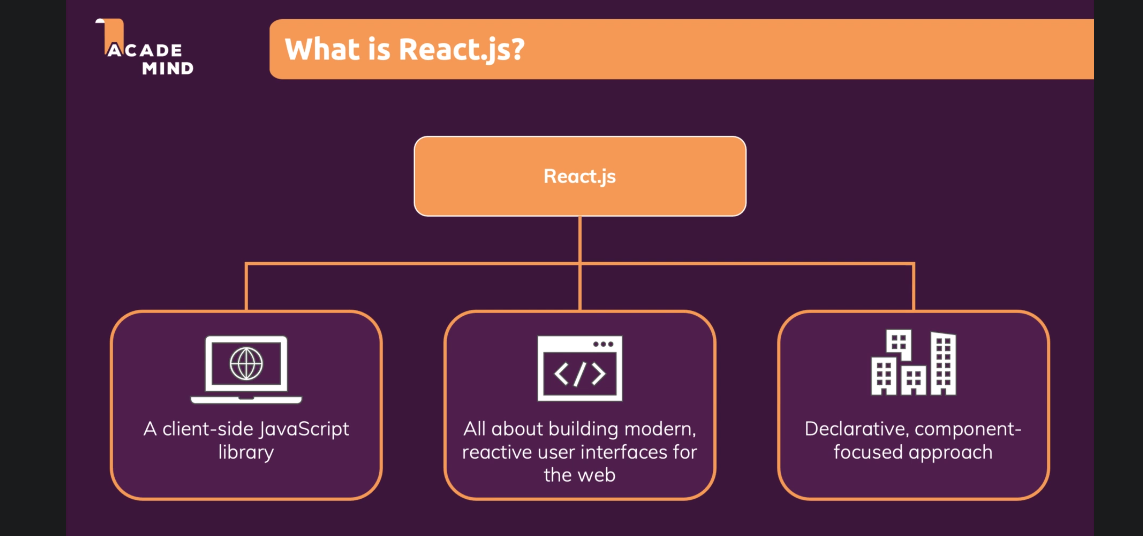 ACADE
MIND
What is React.js?
React.js
A client-side JavaScript
library
All about building modern,
reactive user interfaces for
the web
Declarative, component-
focused approach